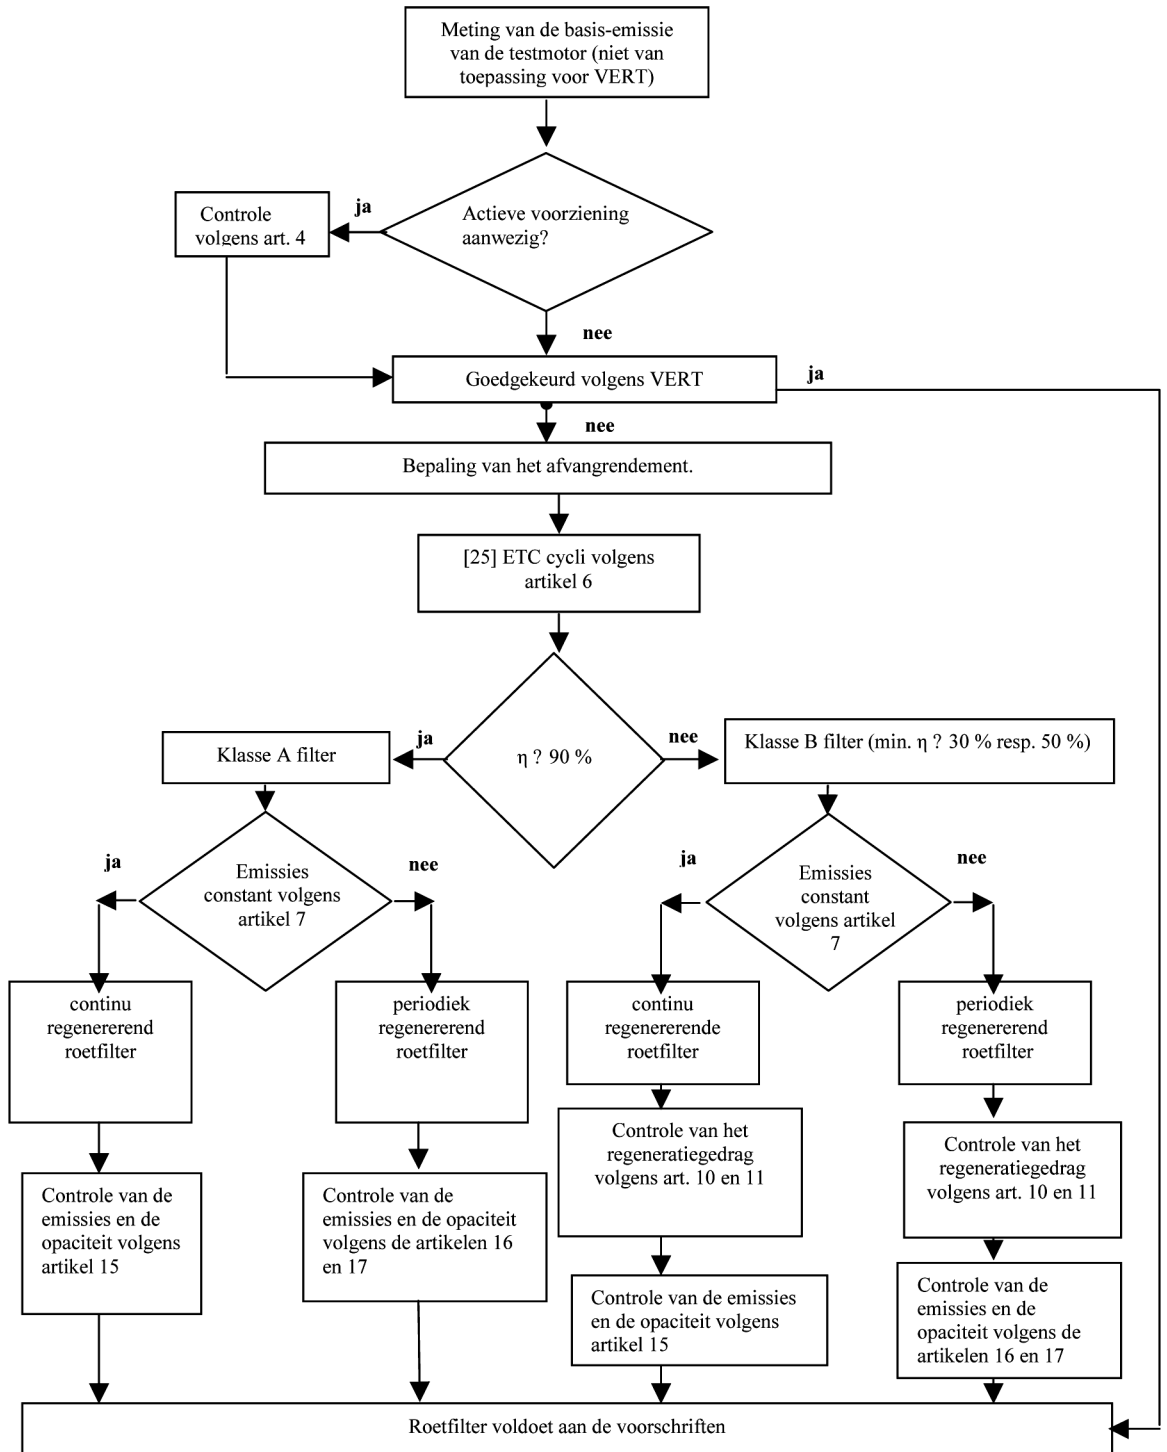 Meting van de basis-emissie
van de testmotor (niet van
toepassing voor VERT)
Actieve voorziening
aanwezig?
ja
Controle
volgens art. 4
nee
Goedgekeurd volgens VERT
ja
nee
Bepaling van het afvangrendement.
[25] ETC cycli volgens
artikel 6
η ? 90 %
ja
Klasse A filter
nee
Klasse B filter (min. η ? 30 % resp. 50 %)
Emissies
constant volgens
artikel 7
ja
nee
Emissies
constant
volgens artikel
7
ja
nee
continu
regenererend
roetfilter
periodiek
regenererend
roetfilter
continu
regenererende
roetfilter
periodiek
regenererend
roetfilter
Controle van het
regeneratiegedrag
volgens art. 10 en 11
Controle van het
regeneratiegedrag
volgens art. 10 en 11
Controle van de
emissies en de
opaciteit volgens
artikel 15
Controle van de
emissies en de opaciteit
volgens de artikelen 16
en 17
Controle van de emissies
en de opaciteit volgens
artikel 15
Controle van de
emissies en de
opaciteit volgens de
artikelen 16 en 17
Roetfilter voldoet aan de voorschriften